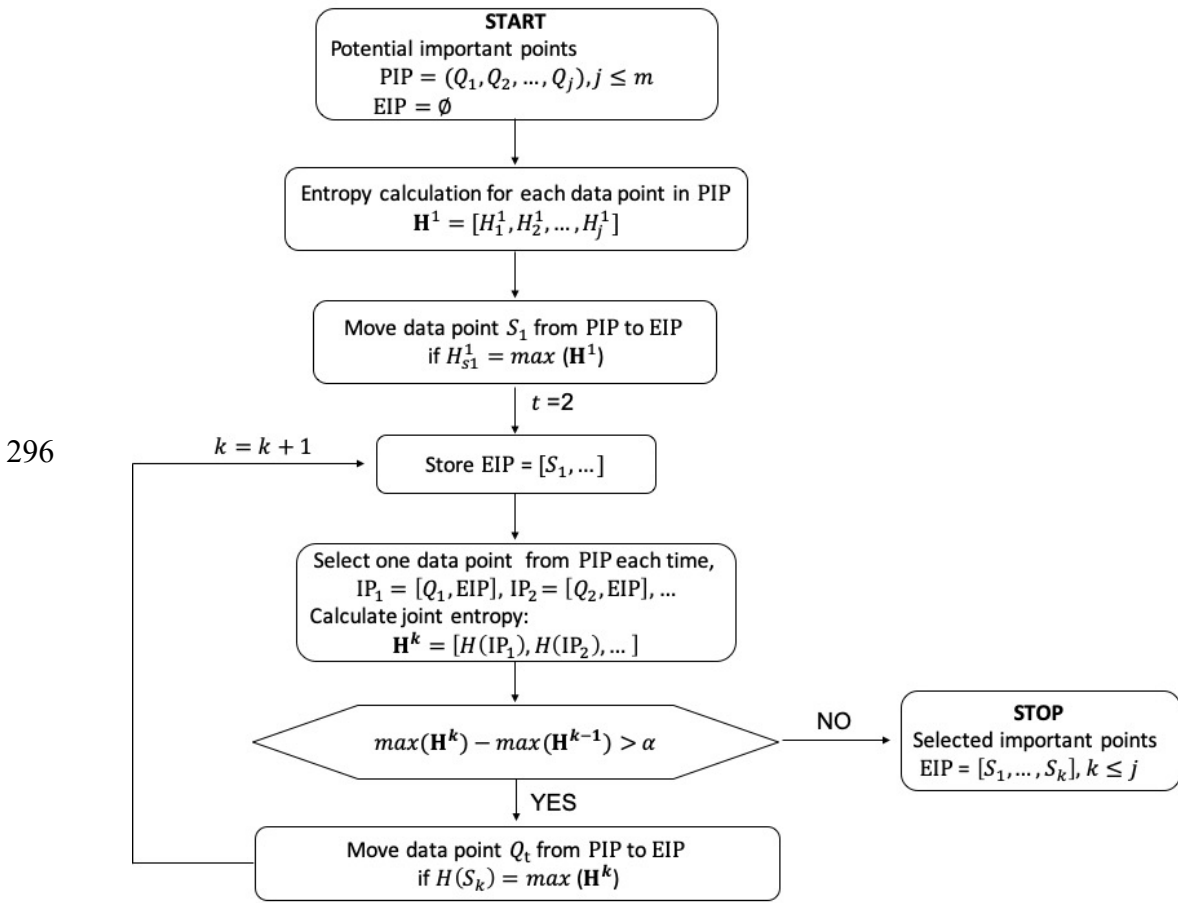 START
Potential important points
PIP = (Q₁, Q₂, ..., Qⱼ), j ≤ m
EIP = ∅
Entropy calculation for each data point in PIP
𝐇¹ = [H₁¹, H₂¹, ..., Hⱼ¹]
Move data point S₁ from PIP to EIP
if Hₛ₁¹ = max (𝐇¹)
t =2
296
k = k + 1
Store EIP = [S₁, ...]
Select one data point from PIP each time,
IP₁ = [Q₁, EIP], IP₂ = [Q₂, EIP], ...
Calculate joint entropy:
𝐇ᵏ = [H(IP₁), H(IP₂), ... ]
max(𝐇ᵏ) − max(𝐇ᵏ⁻¹) > α
NO
STOP
Selected important points
EIP = [S₁, ... , Sₖ], k ≤ j
YES
Move data point Qₜ from PIP to EIP
if H(Sₖ) = max (𝐇ᵏ)